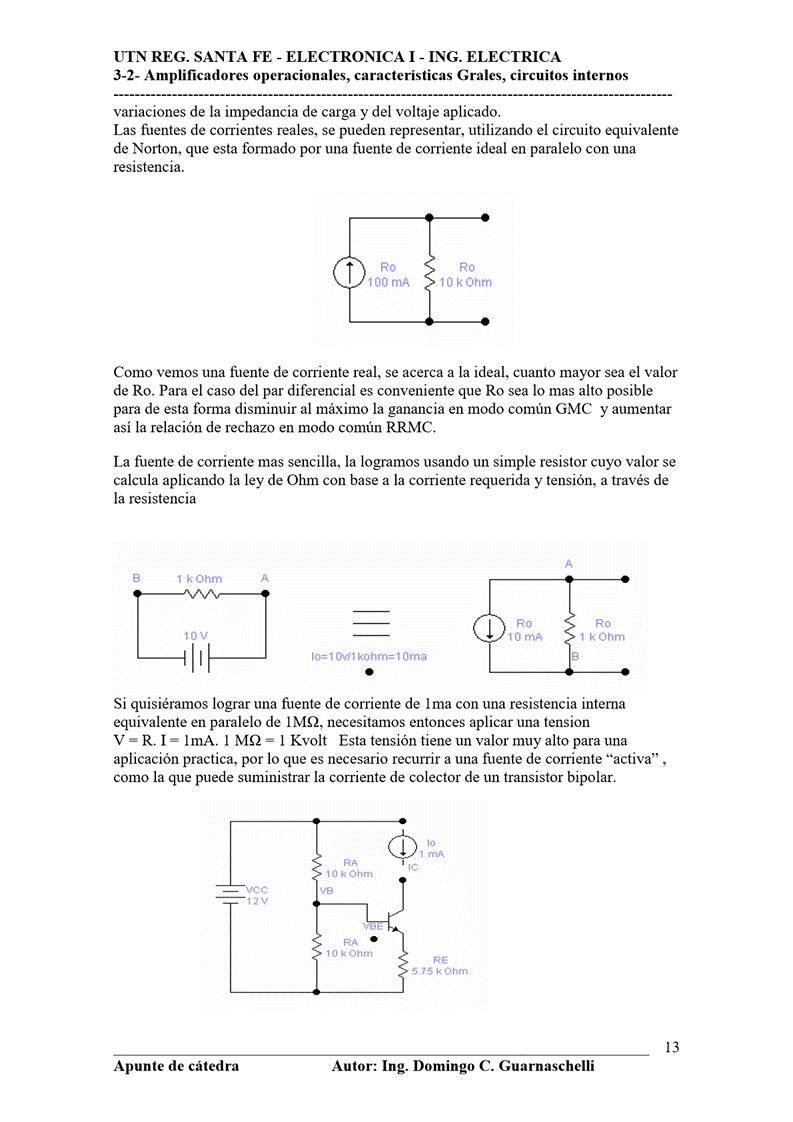 UTN REG. SANTA FE - ELECTRONICA I - ING. ELECTRICA
3-2- Amplificadores operacionales, características Grales, circuitos internos
----------------------------------------------------------------------------------------------------------
variaciones de la impedancia de carga y del voltaje aplicado.
Las fuentes de corrientes reales, se pueden representar, utilizando el circuito equivalente
de Norton, que esta formado por una fuente de corriente ideal en paralelo con una
resistencia.
Ro Ro
100 mA 10 k Ohm
Como vemos una fuente de corriente real, se acerca a la ideal, cuanto mayor sea el valor
de Ro. Para el caso del par diferencial es conveniente que Ro sea lo mas alto posible
para de esta forma disminuir al máximo la ganancia en modo común GMC y aumentar
así la relación de rechazo en modo común RRMC.
La fuente de corriente mas sencilla, la logramos usando un simple resistor cuyo valor se
calcula aplicando la ley de Ohm con base a la corriente requerida y tensión, a través de
la resistencia
A
B 1 k Ohm A
Ro Ro
10 V 10 mA 1 k Ohm
Io=10v/1kohm=10ma B
Si quisiéramos lograr una fuente de corriente de 1ma con una resistencia interna
equivalente en paralelo de 1MΩ, necesitamos entonces aplicar una tension
V = R. I = 1mA. 1 MΩ = 1 Kvolt Esta tensión tiene un valor muy alto para una
aplicación practica, por lo que es necesario recurrir a una fuente de corriente “activa” ,
como la que puede suministrar la corriente de colector de un transistor bipolar.
Io
1 mA
RA IC
10 k Ohm
VCC VB
12 V
VBE
RA
10 k Ohm RE
5.75 k Ohm
13
Apunte de cátedra Autor: Ing. Domingo C. Guarnaschelli